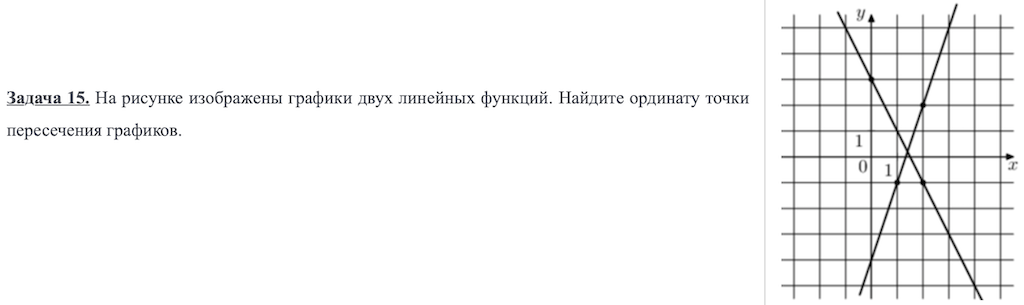 Задача 15. На рисунке изображены графики двух линейных функций. Найдите ординату точки
пересечения графиков.
y
1
0
1
x